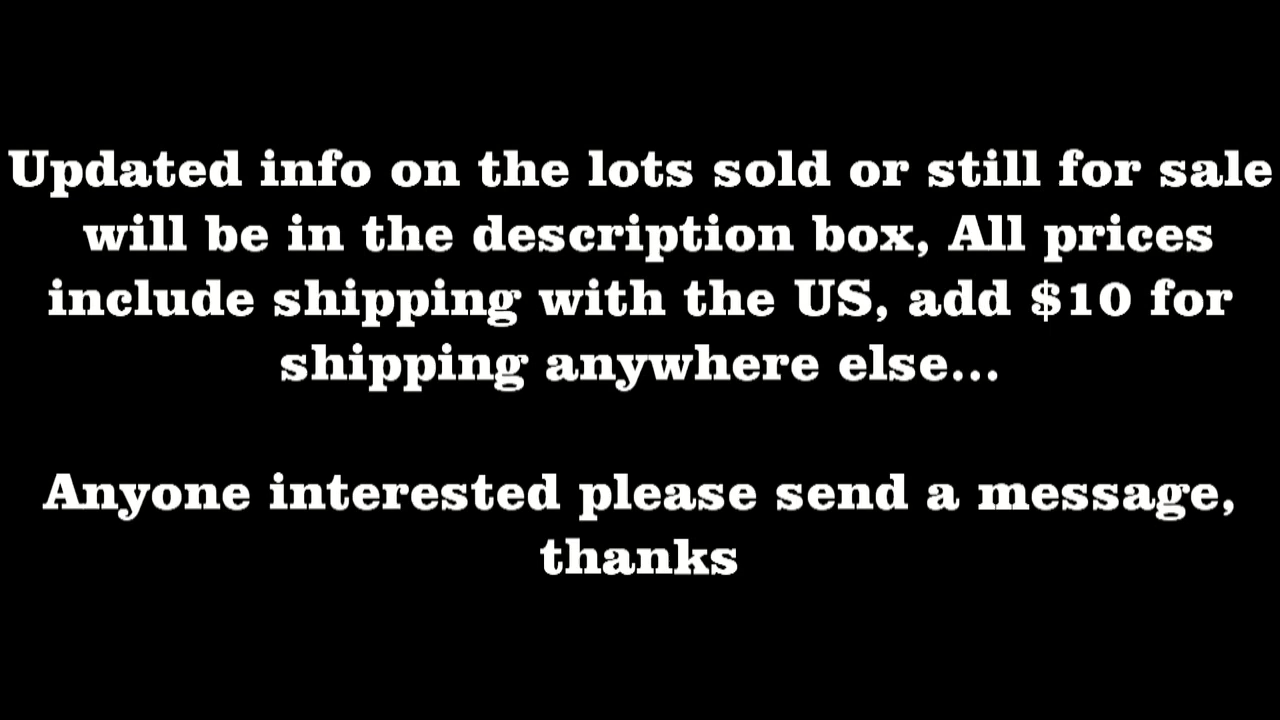 Updated info on the lots sold or still for sale
will be in the description box, All prices
include shipping with the US, add $10 for
shipping anywhere else...
Anyone interested please send a message,
thanks